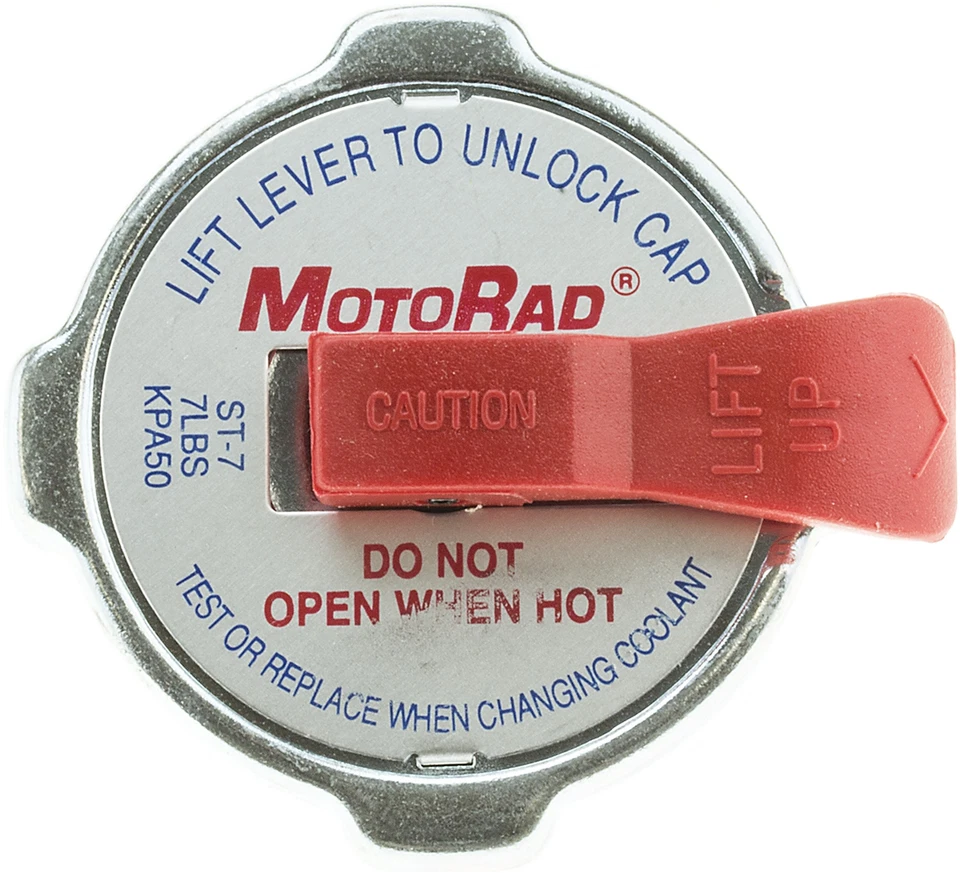 LIFT LEVER TO UNLOCK CAP
MOTORAD®
CAUTION
LIFT
UP
ST-7
7LBS
KPA50
DO NOT
OPEN WHEN HOT
TEST OR REPLACE WHEN CHANGING COOLANT